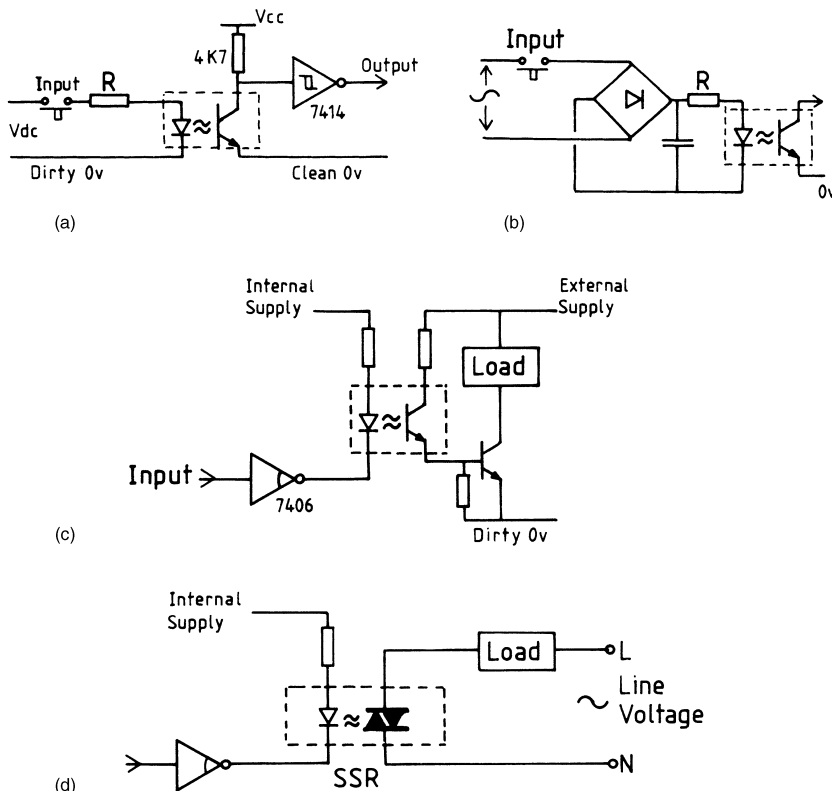 Vcc
4K7
Output
Input
R
7414
Vdc
Dirty 0v
Clean 0v
(a)
Input
R
0v
(b)
Internal
Supply
External
Supply
Load
Input
7406
Dirty 0v
(c)
Internal
Supply
Load
L
Line
Voltage
N
SSR
(d)